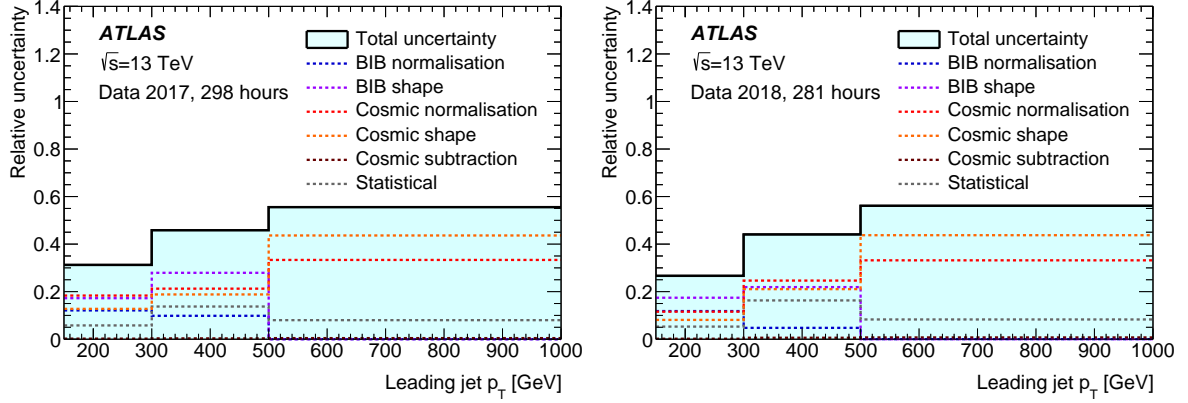 Relative uncertainty
1.4
1.2
1
0.8
0.6
0.4
0.2
0
ATLAS
√s=13 TeV
Data 2017, 298 hours
Total uncertainty
BIB normalisation
BIB shape
Cosmic normalisation
Cosmic shape
Cosmic subtraction
Statistical
200 300 400 500 600 700 800 900 1000
Leading jet p_T [GeV]
Relative uncertainty
1.4
1.2
1
0.8
0.6
0.4
0.2
0
ATLAS
√s=13 TeV
Data 2018, 281 hours
Total uncertainty
BIB normalisation
BIB shape
Cosmic normalisation
Cosmic shape
Cosmic subtraction
Statistical
200 300 400 500 600 700 800 900 1000
Leading jet p_T [GeV]